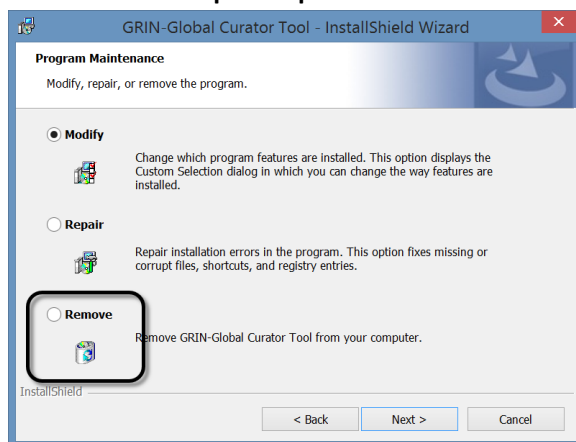 GRIN-Global Curator Tool - InstallShield Wizard
Program Maintenance
Modify, repair, or remove the program.
Modify
Change which program features are installed. This option displays the
Custom Selection dialog in which you can change the way features are
installed.
Repair
Repair installation errors in the program. This option fixes missing or
corrupt files, shortcuts, and registry entries.
Remove
Remove GRIN-Global Curator Tool from your computer.
InstallShield
< Back Next > Cancel